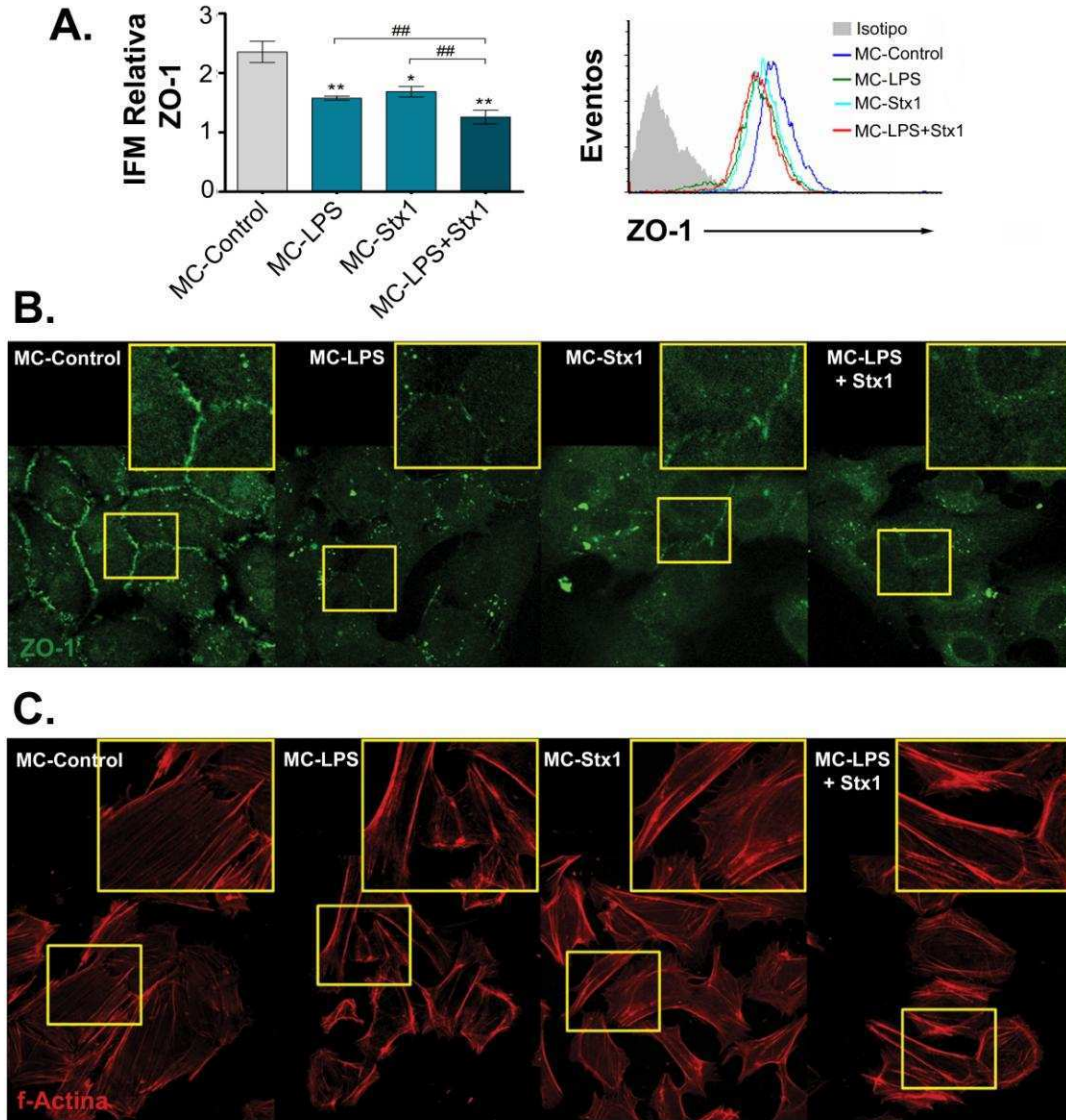 A.
IFM Relativa
ZO-1
3
2
1
0
##
##
**
*
**
MC-Control
MC-LPS
MC-Stx1
MC-LPS+Stx1
Eventos
ZO-1
Isotipo
MC-Control
MC-LPS
MC-Stx1
MC-LPS+Stx1
B.
MC-Control
MC-LPS
MC-Stx1
MC-LPS
+ Stx1
ZO-1
C.
MC-Control
MC-LPS
MC-Stx1
MC-LPS
+ Stx1
f-Actina